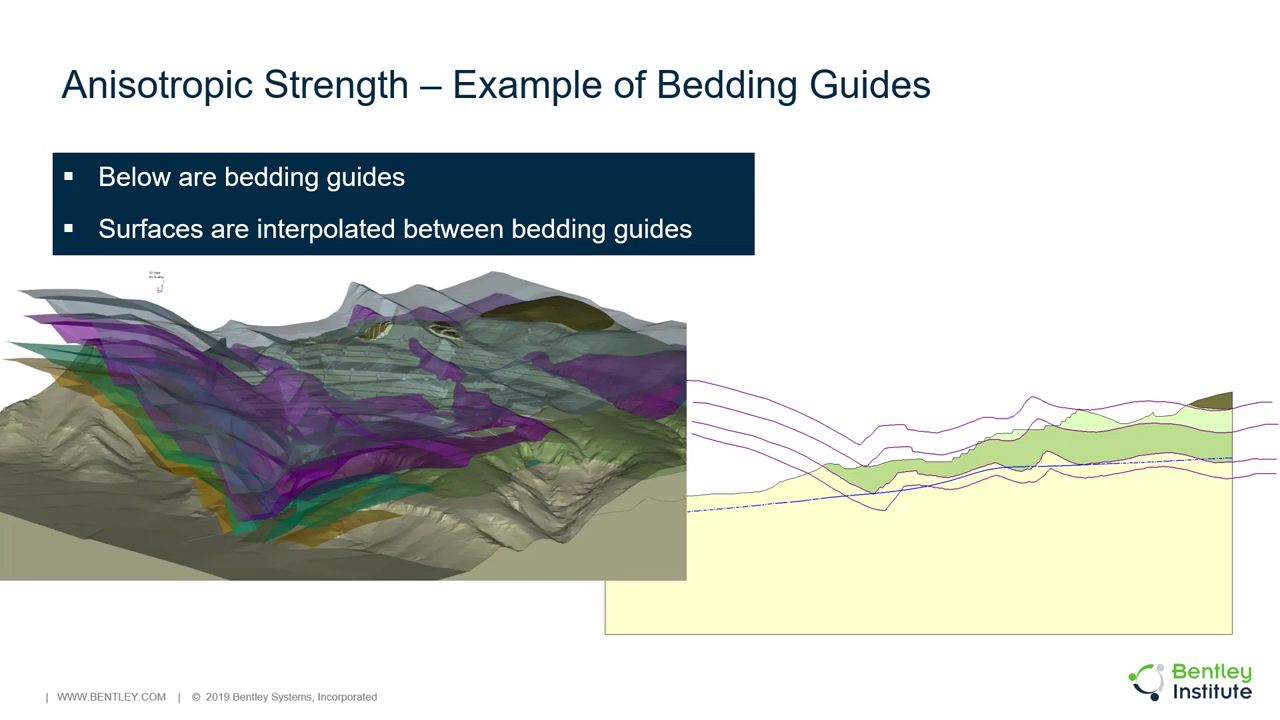 Anisotropic Strength – Example of Bedding Guides
▪ Below are bedding guides
▪ Surfaces are interpolated between bedding guides
| WWW.BENTLEY.COM | © 2019 Bentley Systems, Incorporated
Bentley
Institute